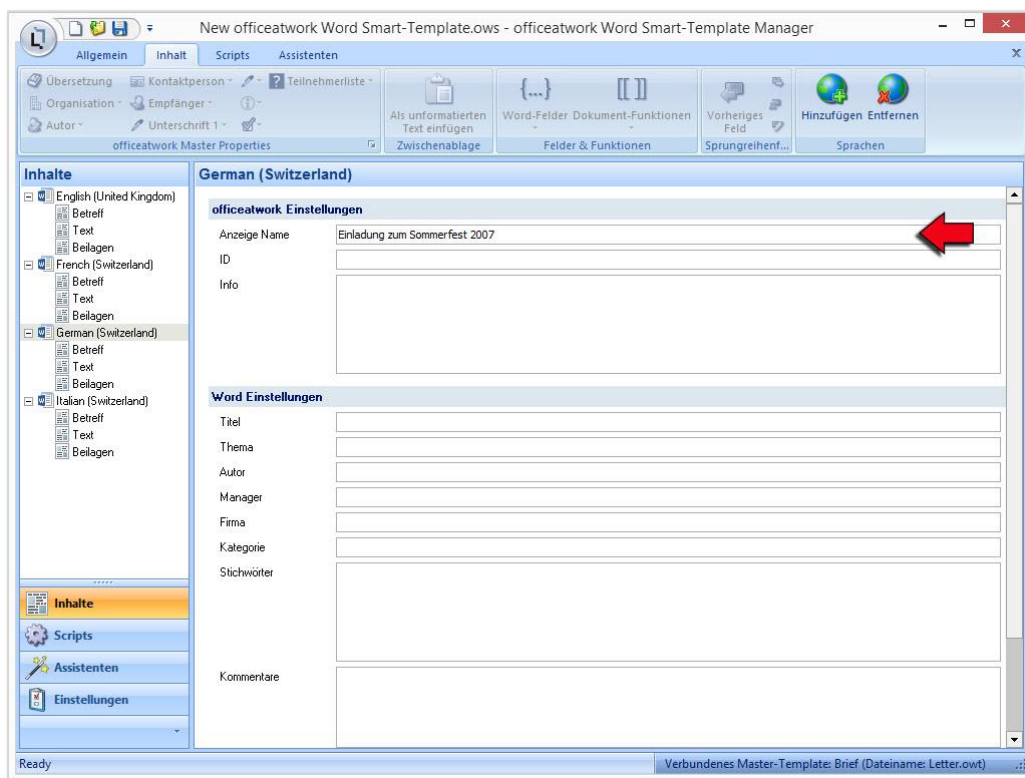 New officeatwork Word Smart-Template.ows - officeatwork Word Smart-Template Manager
Allgemein Inhalt Scripts Assistenten
Übersetzung Kontaktperson Teilnehmerliste
Organisation Empfänger
Autor Unterschrift 1
officeatwork Master Properties
Als unformatierten
Text einfügen
Zwischenablage
{...} [[ ]]
Word-Felder Dokument-Funktionen
Felder & Funktionen
Vorheriges
Feld
Sprungreihenf...
Hinzufügen Entfernen
Sprachen
Inhalte
English (United Kingdom)
Betreff
Text
Beilagen
French (Switzerland)
Betreff
Text
Beilagen
German (Switzerland)
Betreff
Text
Beilagen
Italian (Switzerland)
Betreff
Text
Beilagen
Inhalte
Scripts
Assistenten
Einstellungen
German (Switzerland)
officeatwork Einstellungen
Anzeige Name Einladung zum Sommerfest 2007
ID
Info
Word Einstellungen
Titel
Thema
Autor
Manager
Firma
Kategorie
Stichwörter
Kommentare
Ready Verbundenes Master-Template: Brief (Dateiname: Letter.owt)